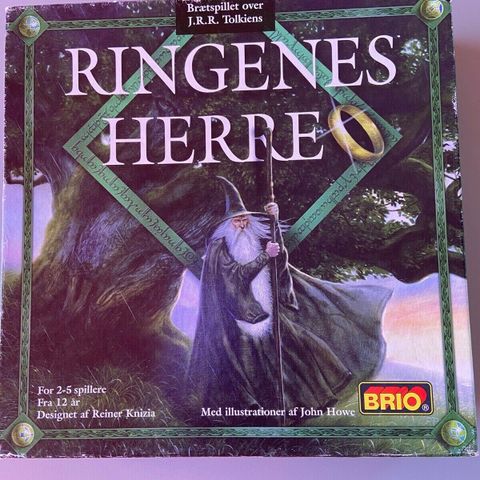 Brætspillet over
J.R.R. Tolkiens
RINGENES
HERRE
For 2-5 spillere
Fra 12 år
Designet af Reiner Knizia
Med illustrationer af John Howe
BRIO®